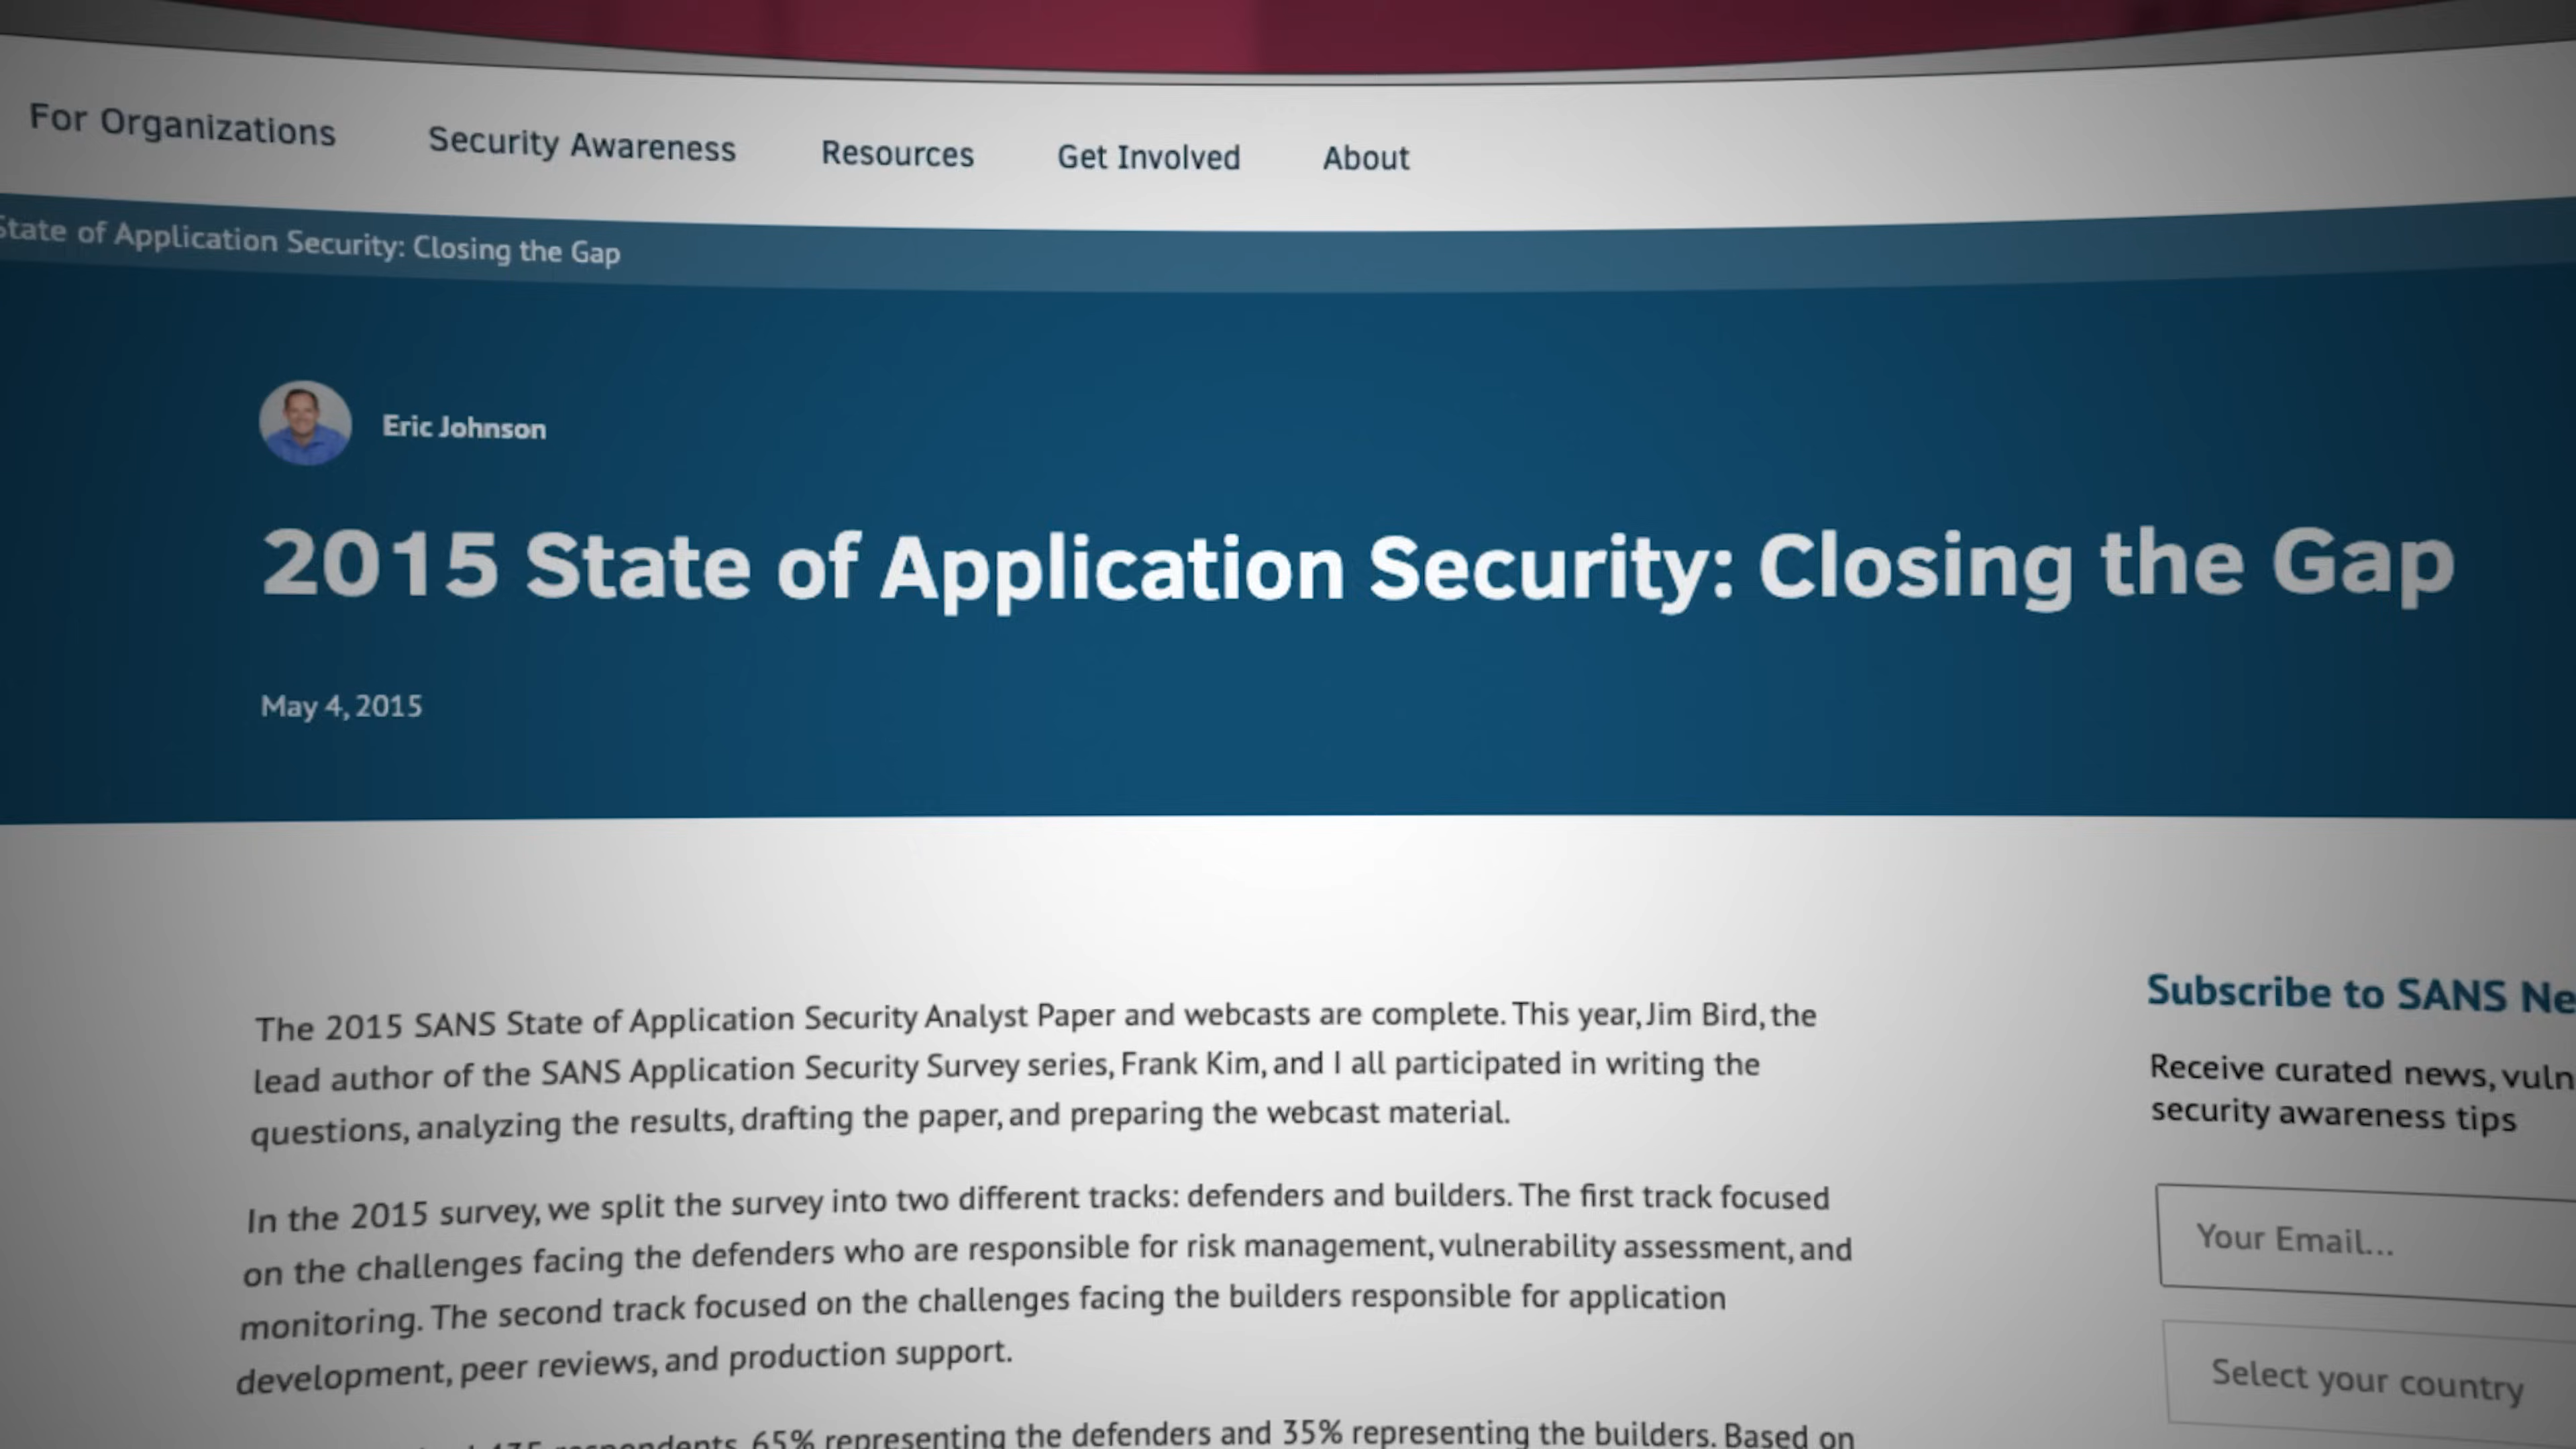 For Organizations Security Awareness Resources Get Involved About
State of Application Security: Closing the Gap
Eric Johnson
2015 State of Application Security: Closing the Gap
May 4, 2015
The 2015 SANS State of Application Security Analyst Paper and webcasts are complete. This year, Jim Bird, the
lead author of the SANS Application Security Survey series, Frank Kim, and I all participated in writing the
questions, analyzing the results, drafting the paper, and preparing the webcast material.
In the 2015 survey, we split the survey into two different tracks: defenders and builders. The first track focused
on the challenges facing the defenders who are responsible for risk management, vulnerability assessment, and
monitoring. The second track focused on the challenges facing the builders responsible for application
development, peer reviews, and production support.
435 respondents, 65% representing the defenders and 35% representing the builders. Based on
Subscribe to SANS Ne
Receive curated news, vuln
security awareness tips
Your Email...
Select your country